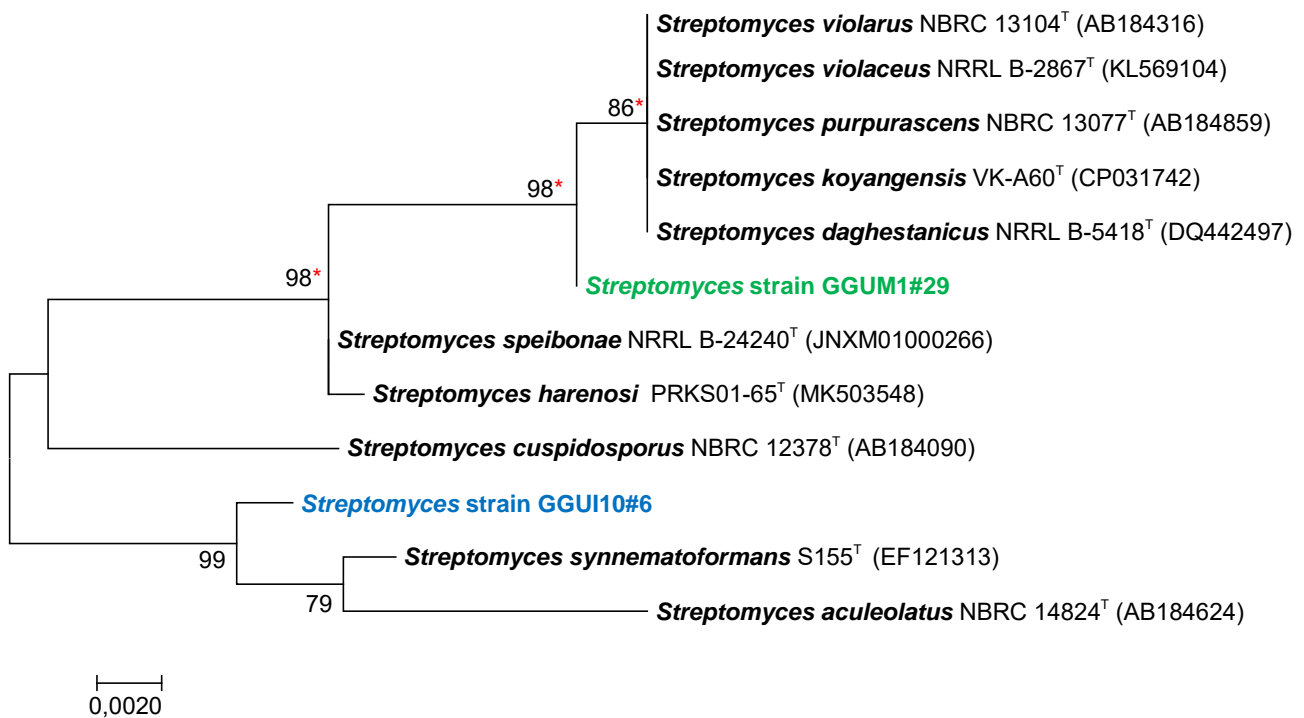 Streptomyces violarus NBRC 13104T (AB184316)
Streptomyces violaceus NRRL B-2867T (KL569104)
86*
Streptomyces purpurascens NBRC 13077T (AB184859)
Streptomyces koyangensis VK-A60T (CP031742)
98*
Streptomyces daghestanicus NRRL B-5418T (DQ442497)
98*
Streptomyces strain GGUM1#29
Streptomyces speibonae NRRL B-24240T (JNXM01000266)
Streptomyces harenosi PRKS01-65T (MK503548)
Streptomyces cuspidosporus NBRC 12378T (AB184090)
Streptomyces strain GGUI10#6
99
Streptomyces synnematoformans S155T (EF121313)
79
Streptomyces aculeolatus NBRC 14824T (AB184624)
0,0020